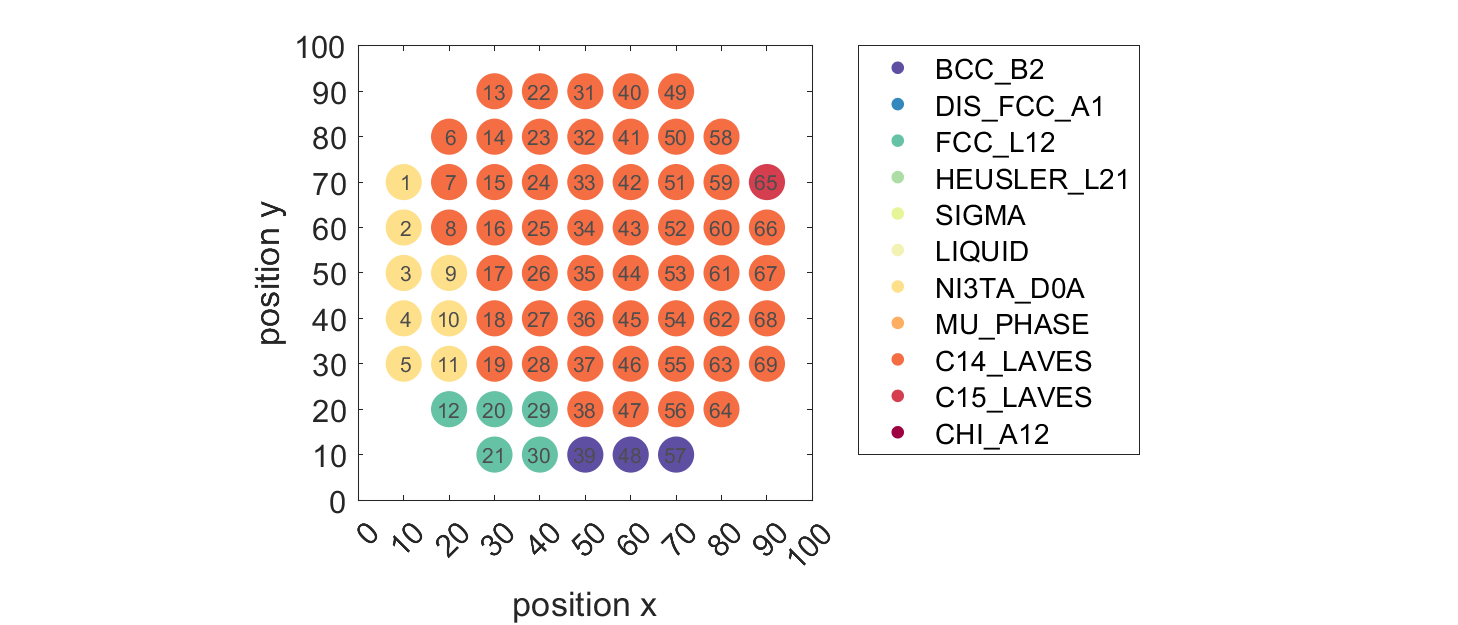 100
90
13 22 31 40 49
80
6 14 23 32 41 50 58
70
1 7 15 24 33 42 51 59 65
60
2 8 16 25 34 43 52 60 66
50
3 9 17 26 35 44 53 61 67
40
4 10 18 27 36 45 54 62 68
30
5 11 19 28 37 46 55 63 69
20
12 20 29 38 47 56 64
10
21 30 39 48 57
0
position y
0 10 20 30 40 50 60 70 80 90 100
position x
BCC_B2
DIS_FCC_A1
FCC_L12
HEUSLER_L21
SIGMA
LIQUID
NI3TA_D0A
MU_PHASE
C14_LAVES
C15_LAVES
CHI_A12